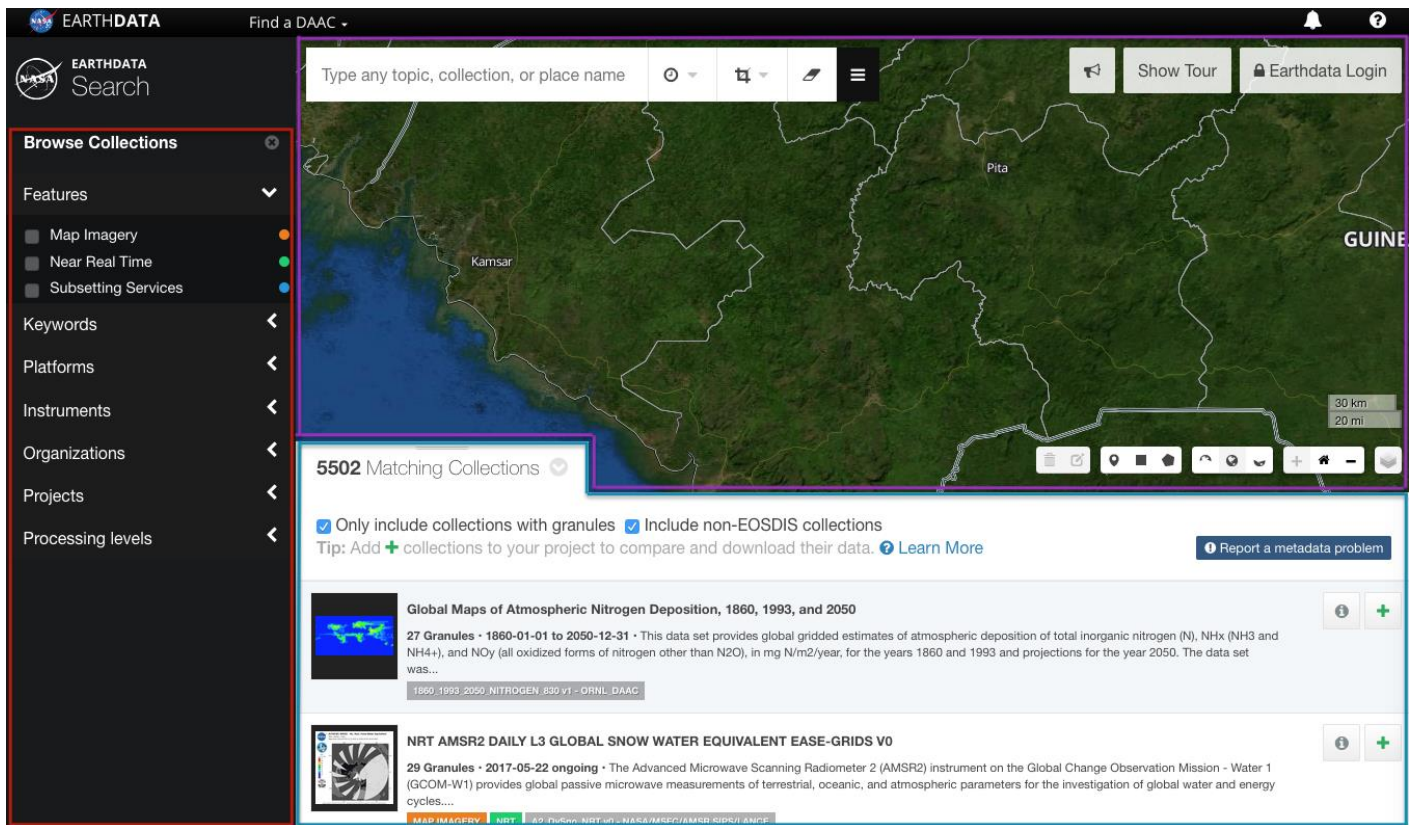 NASA EARTHDATA
Find a DAAC
NASA EARTHDATA
Search
Type any topic, collection, or place name
Show Tour
Earthdata Login
Browse Collections
Features
Map Imagery
Near Real Time
Subsetting Services
Keywords
Platforms
Instruments
Organizations
Projects
Processing levels
Pita
GUINE
Kamsar
30 km
20 mi
5502 Matching Collections
Only include collections with granules Include non-EOSDIS collections
Tip: Add + collections to your project to compare and download their data. Learn More
Report a metadata problem
Global Maps of Atmospheric Nitrogen Deposition, 1860, 1993, and 2050
27 Granules · 1860-01-01 to 2050-12-31 · This data set provides global gridded estimates of atmospheric deposition of total inorganic nitrogen (N), NHx (NH3 and
NH4+), and NOy (all oxidized forms of nitrogen other than N2O), in mg N/m2/year, for the years 1860 and 1993 and projections for the year 2050. The data set
was...
1860_1993_2050_NITROGEN_830 v1 - ORNL_DAAC
NRT AMSR2 DAILY L3 GLOBAL SNOW WATER EQUIVALENT EASE-GRIDS V0
29 Granules · 2017-05-22 ongoing · The Advanced Microwave Scanning Radiometer 2 (AMSR2) instrument on the Global Change Observation Mission - Water 1
(GCOM-W1) provides global passive microwave measurements of terrestrial, oceanic, and atmospheric parameters for the investigation of global water and energy
cycles....
MAP IMAGERY NRT A2_DySno_NRT v0 - NASA/MSFC/AMSR SIPS/LANCE